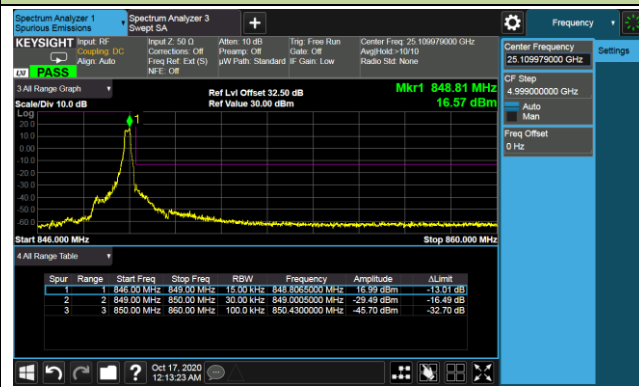 Spectrum Analyzer 1
Spurious Emissions
Spectrum Analyzer 3
Swept SA
+
Frequency
KEYSIGHT
Input: RF
Coupling: DC
Align: Auto
Input Z: 50 Ω
Corrections: Off
Freq Ref: Ext (S)
NFE: Off
Atten: 10 dB
Preamp: Off
µW Path: Standard
Trig: Free Run
Gate: Off
IF Gain: Low
Center Freq: 25.109979000 GHz
Avg|Hold:>10/10
Radio Std: None
LXI
PASS
Center Frequency
25.109979000 GHz
Settings
CF Step
4.999000000 GHz
Auto
Man
Freq Offset
0 Hz
3 All Range Graph
Scale/Div 10.0 dB
Ref Lvl Offset 32.50 dB
Ref Value 30.00 dBm
Mkr1 848.81 MHz
16.57 dBm
Log
20.0
10.0
0.00
-10.0
-20.0
-30.0
-40.0
-50.0
-60.0
1
Start 846.000 MHz
Stop 860.000 MHz
4 All Range Table
Spur Range Start Freq Stop Freq RBW Frequency Amplitude ΔLimit
1 1 846.00 MHz 849.00 MHz 15.00 kHz 848.8065000 MHz 16.99 dBm -13.01 dB
2 2 849.00 MHz 850.00 MHz 30.00 kHz 849.0005000 MHz -29.49 dBm -16.49 dB
3 3 850.00 MHz 860.00 MHz 100.0 kHz 850.4300000 MHz -45.70 dBm -32.70 dB
?
Oct 17, 2020
12:13:23 AM